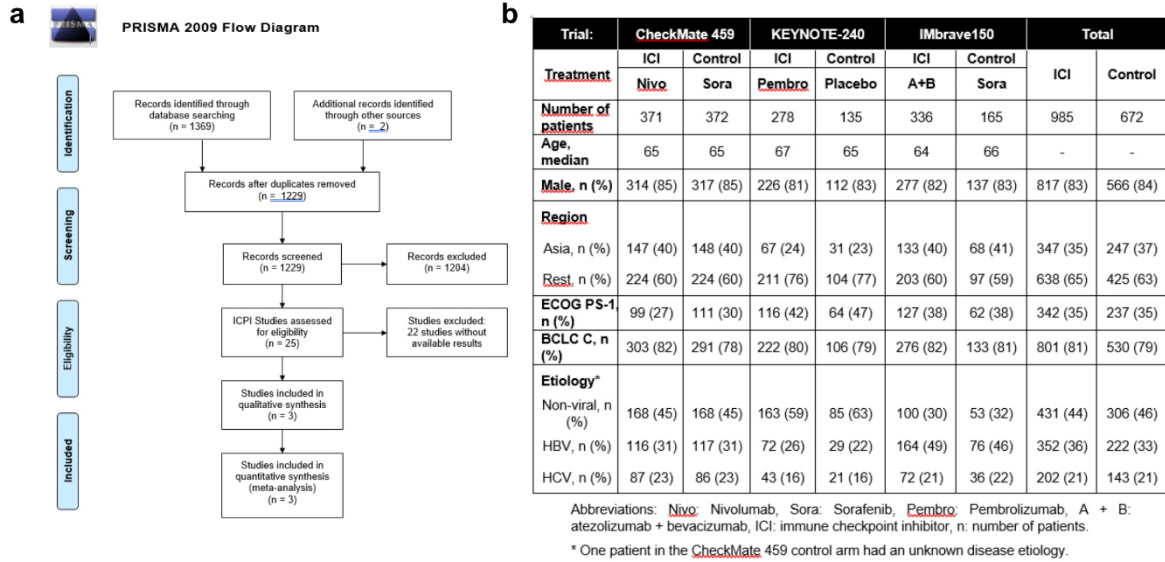 a
PRISMA
PRISMA 2009 Flow Diagram
Identification
Records identified through
database searching
(n = 1369)
Additional records identified
through other sources
(n = 2)
Records after duplicates removed
(n = 1229)
Screening
Records screened
(n = 1229)
Records excluded
(n = 1204)
Eligibility
ICPI Studies assessed
for eligibility
(n = 25)
Studies excluded:
22 studies without
available results
Included
Studies included in
qualitative synthesis
(n = 3)
Studies included in
quantitative synthesis
(meta-analysis)
(n = 3)
b
Trial: CheckMate 459 KEYNOTE-240 IMbrave150 Total
Treatment ICI Control ICI Control ICI Control ICI Control
Nivo Sora Pembro Placebo A+B Sora
Number of
patients 371 372 278 135 336 165 985 672
Age,
median 65 65 67 65 64 66 - -
Male, n (%) 314 (85) 317 (85) 226 (81) 112 (83) 277 (82) 137 (83) 817 (83) 566 (84)
Region
Asia, n (%) 147 (40) 148 (40) 67 (24) 31 (23) 133 (40) 68 (41) 347 (35) 247 (37)
Rest, n (%) 224 (60) 224 (60) 211 (76) 104 (77) 203 (60) 97 (59) 638 (65) 425 (63)
ECOG PS-1,
n (%) 99 (27) 111 (30) 116 (42) 64 (47) 127 (38) 62 (38) 342 (35) 237 (35)
BCLC C, n
(%) 303 (82) 291 (78) 222 (80) 106 (79) 276 (82) 133 (81) 801 (81) 530 (79)
Etiology*
Non-viral, n
(%) 168 (45) 168 (45) 163 (59) 85 (63) 100 (30) 53 (32) 431 (44) 306 (46)
HBV, n (%) 116 (31) 117 (31) 72 (26) 29 (22) 164 (49) 76 (46) 352 (36) 222 (33)
HCV, n (%) 87 (23) 86 (23) 43 (16) 21 (16) 72 (21) 36 (22) 202 (21) 143 (21)
Abbreviations: Nivo: Nivolumab, Sora: Sorafenib, Pembro: Pembrolizumab, A + B:
atezolizumab + bevacizumab, ICI: immune checkpoint inhibitor, n: number of patients.
* One patient in the CheckMate 459 control arm had an unknown disease etiology.